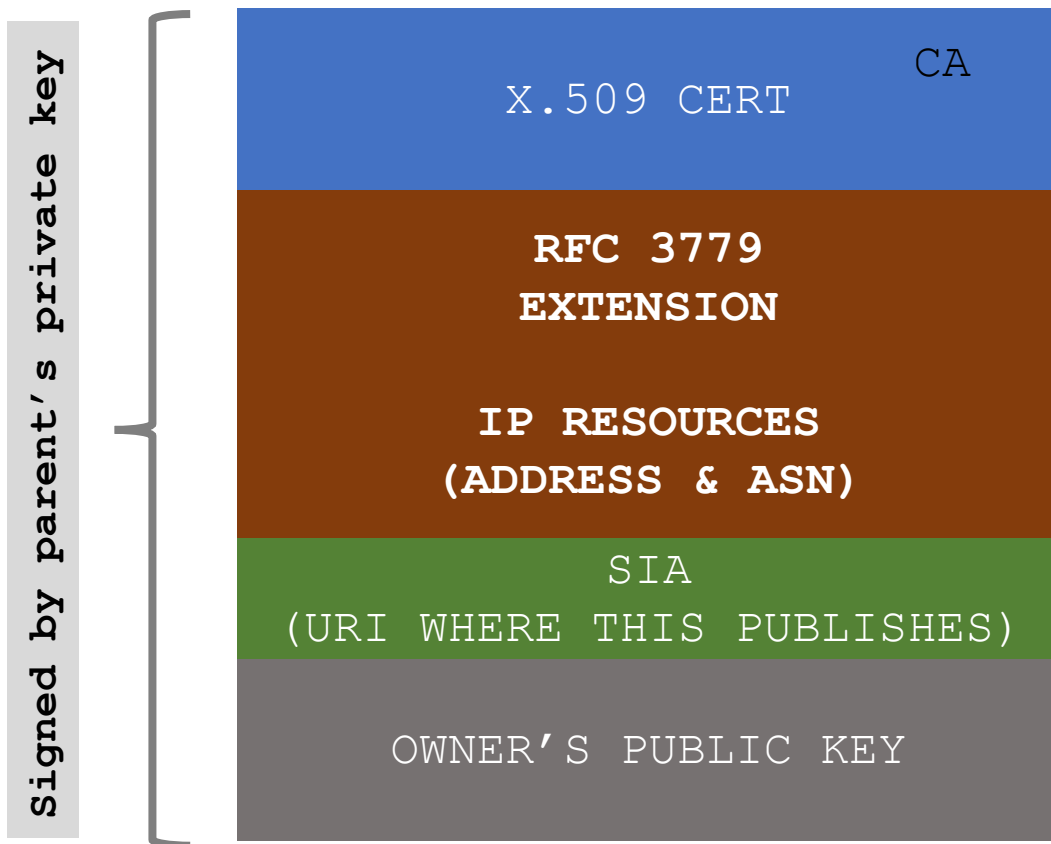 Signed by parent’s private key
CA
X.509 CERT
RFC 3779
EXTENSION
IP RESOURCES
(ADDRESS & ASN)
SIA
(URI WHERE THIS PUBLISHES)
OWNER’S PUBLIC KEY